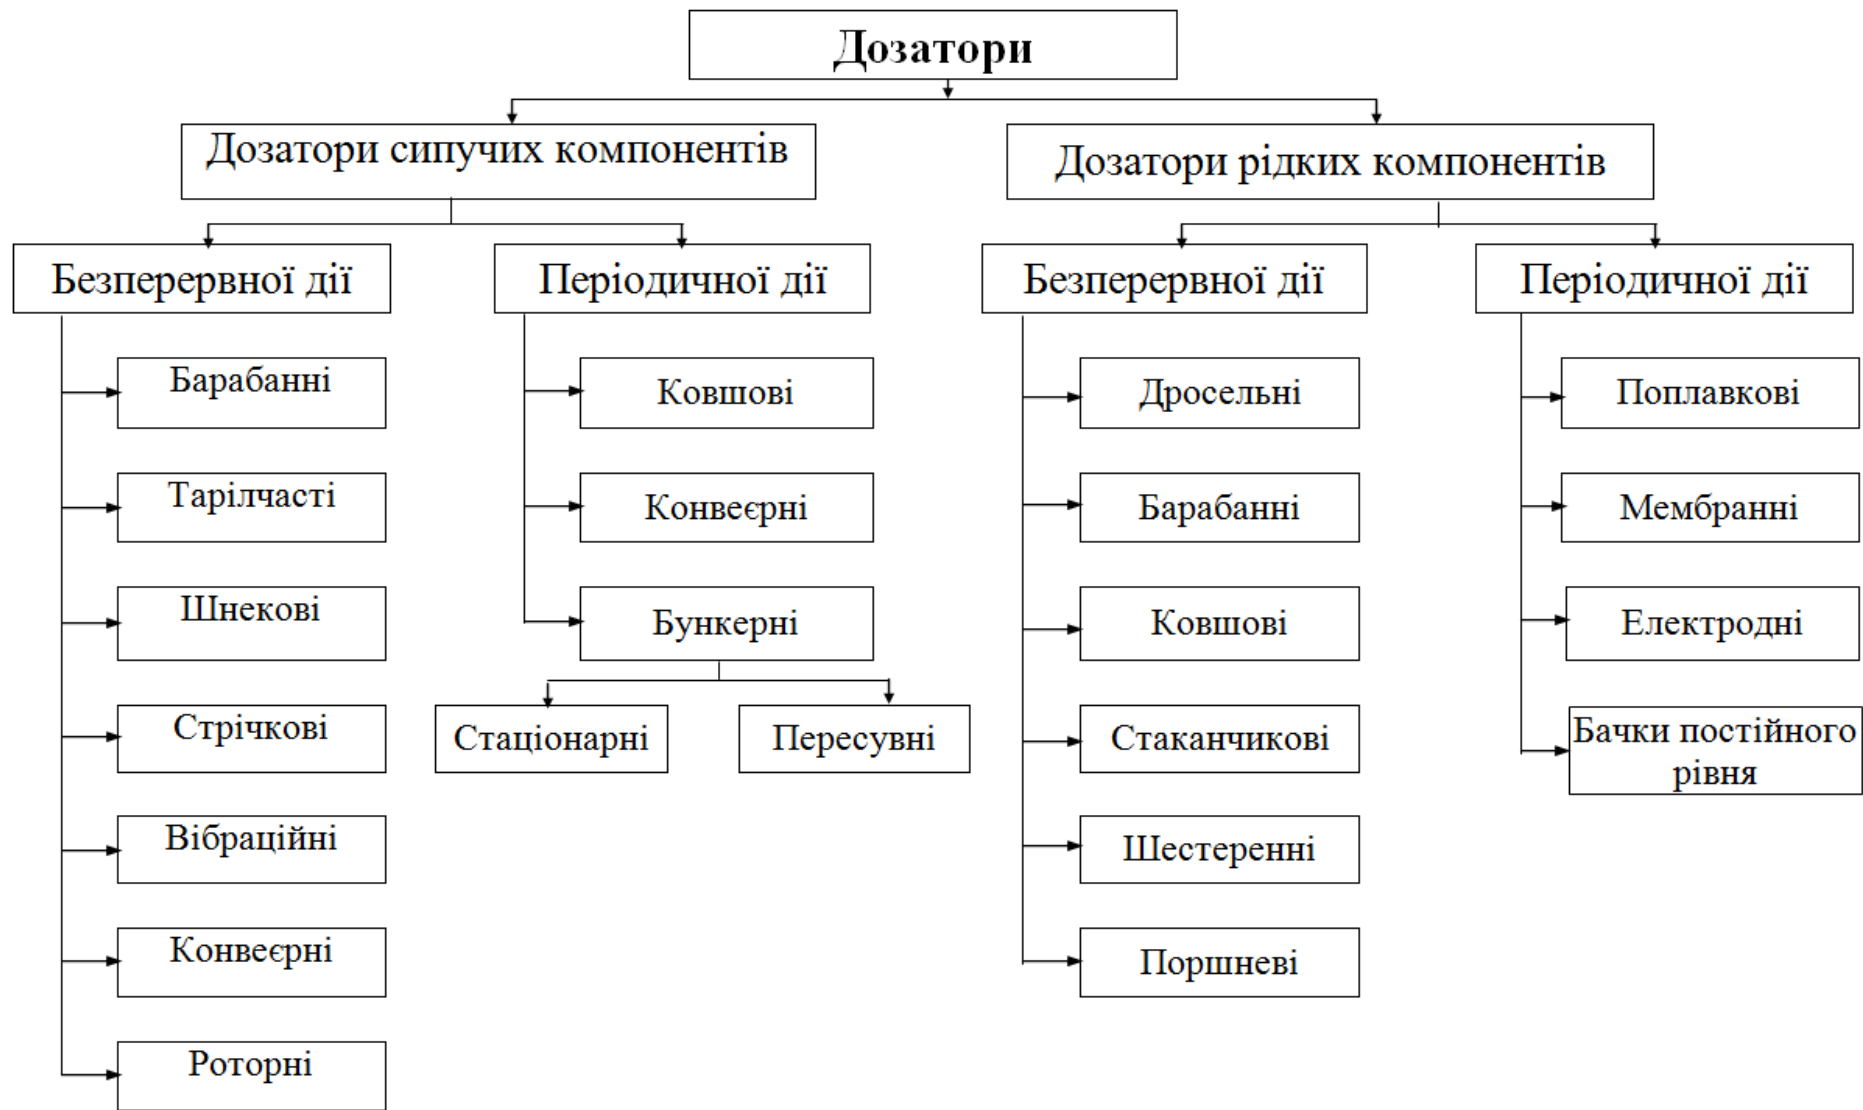 Дозатори
Дозатори сипучих компонентів
Дозатори рідких компонентів
Безперервної дії
Періодичної дії
Безперервної дії
Періодичної дії
Барабанні
Тарілчасті
Шнекові
Стрічкові
Вібраційні
Конвеєрні
Роторні
Ковшові
Конвеєрні
Бункерні
Стаціонарні
Пересувні
Дросельні
Барабанні
Ковшові
Стаканчикові
Шестеренні
Поршневі
Поплавкові
Мембранні
Електродні
Бачки постійного
рівня